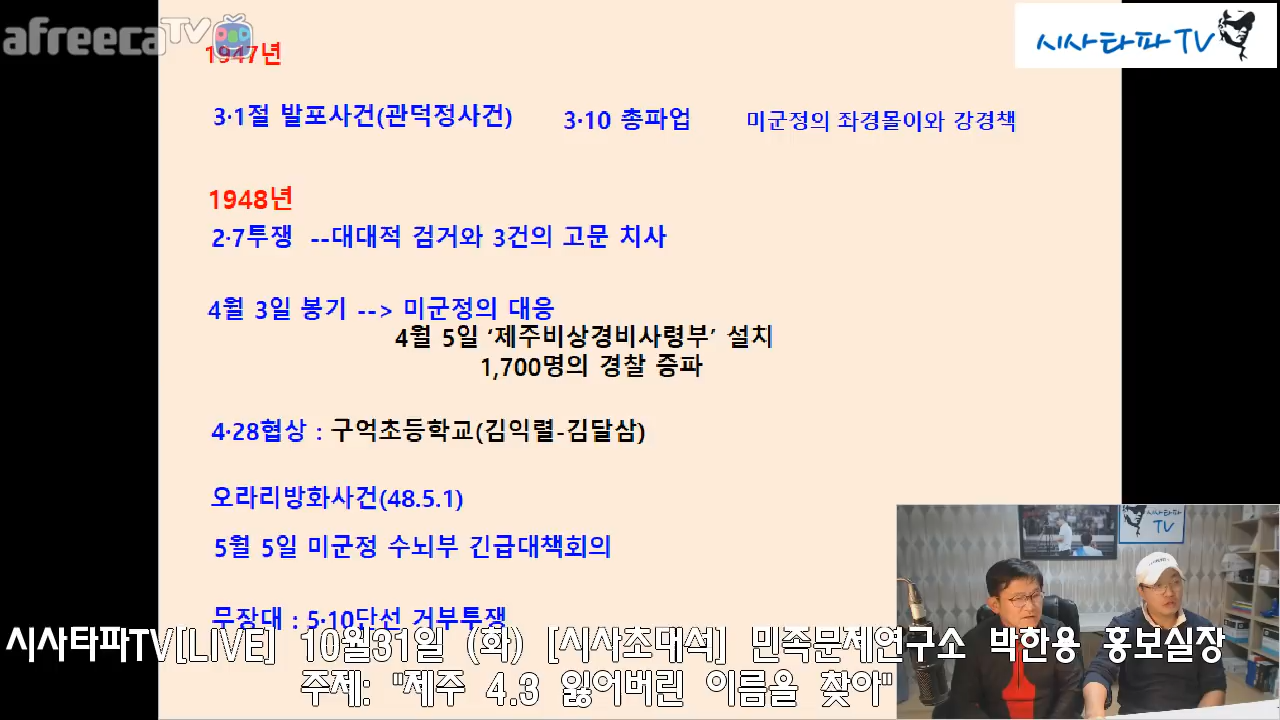 afreecaTV
시사타파TV
1947년
3·1절 발포사건(관덕정사건) 3·10 총파업 미군정의 좌경몰이와 강경책
1948년
2·7투쟁 --대대적 검거와 3건의 고문 치사
4월 3일 봉기 --> 미군정의 대응
4월 5일 '제주비상경비사령부' 설치
1,700명의 경찰 증파
4·28협상 : 구억초등학교(김익렬-김달삼)
오라리방화사건(48.5.1)
5월 5일 미군정 수뇌부 긴급대책회의
시사타파
TV
무장대 : 5·10단선 거부투쟁
시사타파TV[LIVE] 10월31일 (화) [시사초대석] 민족문제연구소 박한용 홍보실장
주제: "제주 4.3 잃어버린 이름을 찾아"